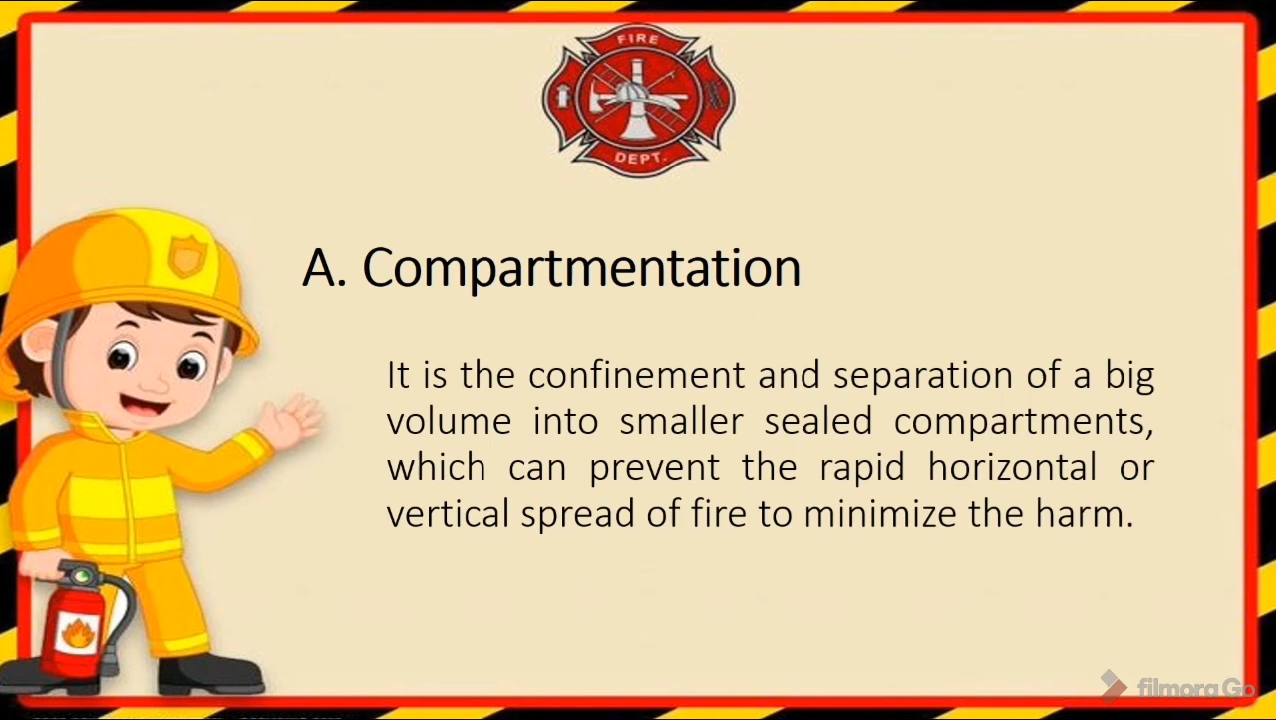 FIRE
DEPT.
A. Compartmentation
It is the confinement and separation of a big
volume into smaller sealed compartments,
which can prevent the rapid horizontal or
vertical spread of fire to minimize the harm.
filmora Go